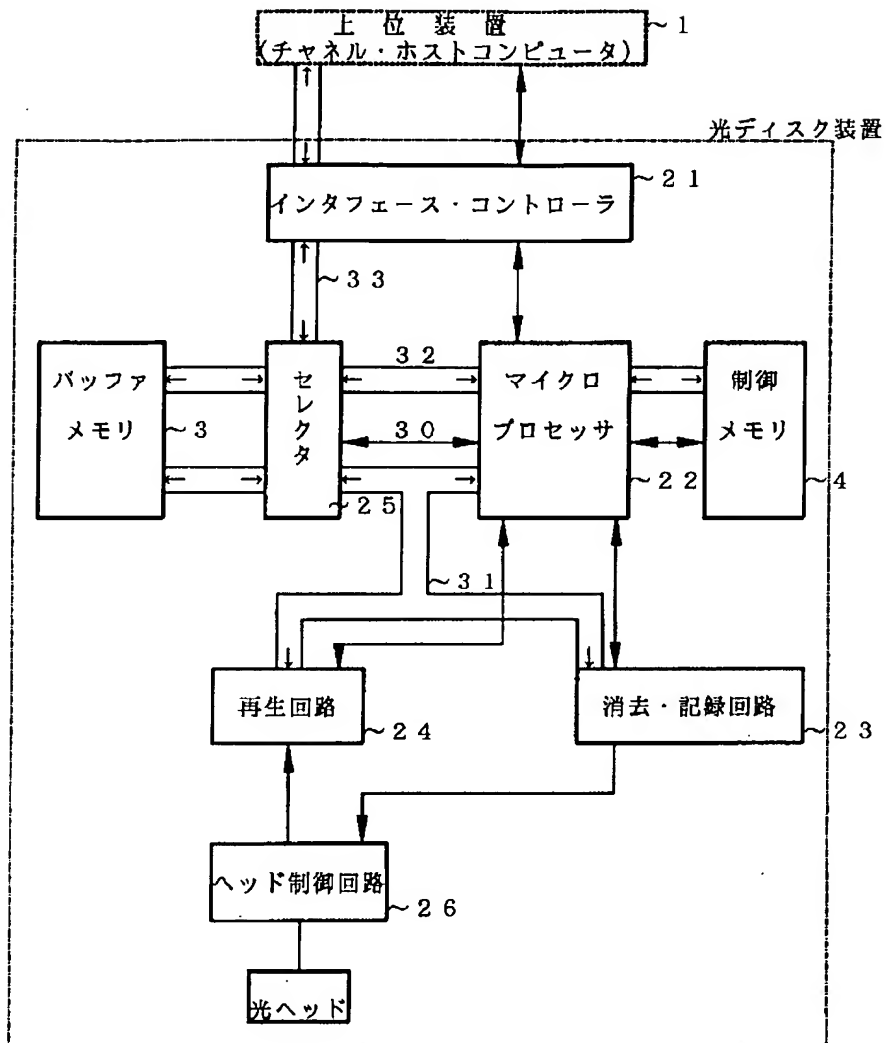 上位装置
(チャネル・ホストコンピュータ)
~1
光ディスク装置
~21
インタフェース・コントローラ
~33
バッファ
メモリ
~3
セレクタ
~25
32
30
マイクロ
プロセッサ
~22
制御
メモリ
~4
~31
再生回路
~24
消去・記録回路
~23
ヘッド制御回路
~26
光ヘッド